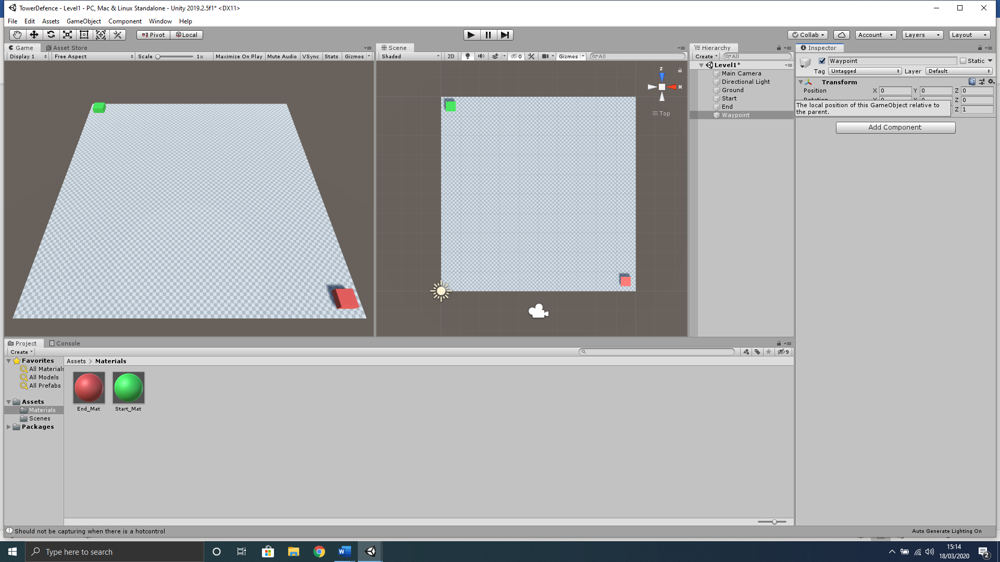 TowerDefence - Level1 - PC, Mac & Linux Standalone - Unity 2019.2.5f1* <DX11>
File Edit Assets GameObject Component Window Help
Pivot Local Collab Account Layers Layout
Game Asset Store
Display 1 Free Aspect Scale 1x Maximize On Play Mute Audio VSync Stats Gizmos
Scene
Shaded 2D 0 Gizmos All
z
x
Top
Hierarchy
Create All
Level1*
Main Camera
Directional Light
Ground
Start
End
Waypoint
Inspector
Waypoint Static
Tag Untagged Layer Default
Transform
Position X 0 Y 0 Z 0
Z 0
The local position of this GameObject relative to
the parent.
Z 1
Add Component
Project Console
Create 9
Favorites
All Materials
All Models
All Prefabs
Assets
Materials
Scenes
Packages
Assets > Materials
End_Mat Start_Mat
Should not be capturing when there is a hotcontrol
Auto Generate Lighting On
Type here to search
15:14
18/03/2020
2